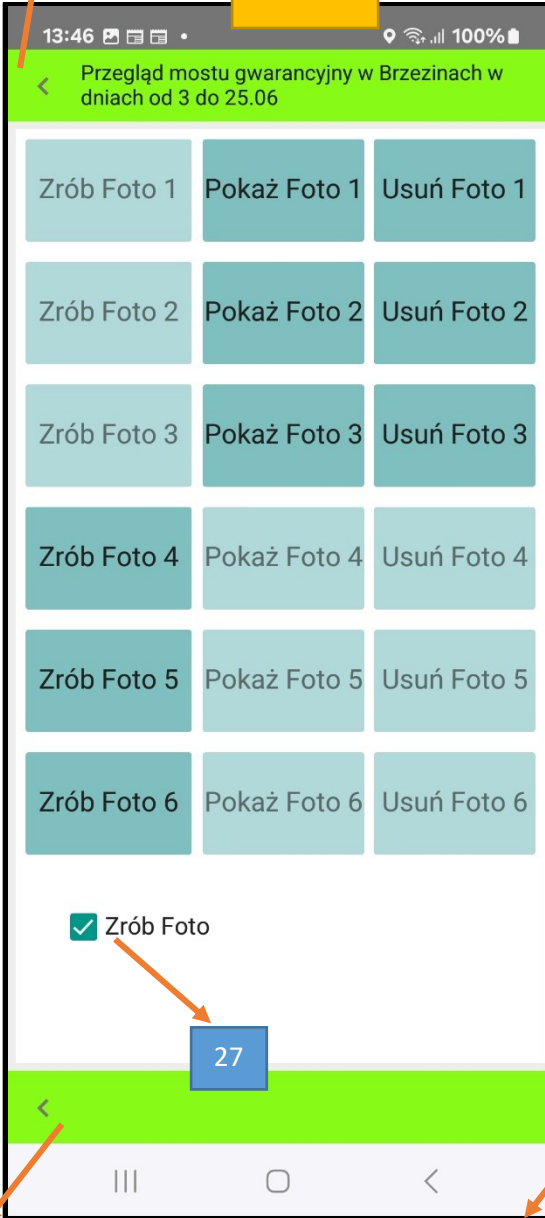 13:46
100%
Przegląd mostu gwarancyjny w Brzezinach w
dniach od 3 do 25.06
Zrób Foto 1 Pokaż Foto 1 Usuń Foto 1
Zrób Foto 2 Pokaż Foto 2 Usuń Foto 2
Zrób Foto 3 Pokaż Foto 3 Usuń Foto 3
Zrób Foto 4 Pokaż Foto 4 Usuń Foto 4
Zrób Foto 5 Pokaż Foto 5 Usuń Foto 5
Zrób Foto 6 Pokaż Foto 6 Usuń Foto 6
Zrób Foto
27